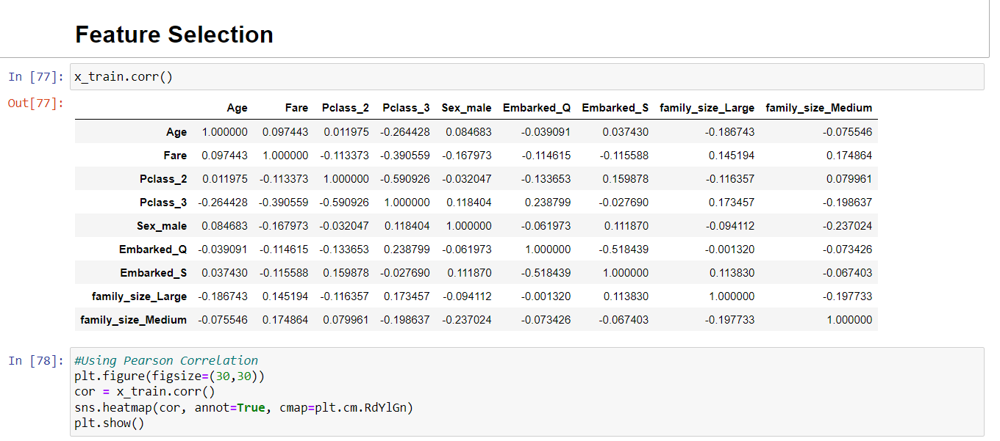 Feature Selection
In [77]: x_train.corr()
Out[77]:
Age Fare Pclass_2 Pclass_3 Sex_male Embarked_Q Embarked_S family_size_Large family_size_Medium
Age 1.000000 0.097443 0.011975 -0.264428 0.084683 -0.039091 0.037430 -0.186743 -0.075546
Fare 0.097443 1.000000 -0.113373 -0.390559 -0.167973 -0.114615 -0.115588 0.145194 0.174864
Pclass_2 0.011975 -0.113373 1.000000 -0.590926 -0.032047 -0.133653 0.159878 -0.116357 0.079961
Pclass_3 -0.264428 -0.390559 -0.590926 1.000000 0.118404 0.238799 -0.027690 0.173457 -0.198637
Sex_male 0.084683 -0.167973 -0.032047 0.118404 1.000000 -0.061973 0.111870 -0.094112 -0.237024
Embarked_Q -0.039091 -0.114615 -0.133653 0.238799 -0.061973 1.000000 -0.518439 -0.001320 -0.073426
Embarked_S 0.037430 -0.115588 0.159878 -0.027690 0.111870 -0.518439 1.000000 0.113830 -0.067403
family_size_Large -0.186743 0.145194 -0.116357 0.173457 -0.094112 -0.001320 0.113830 1.000000 -0.197733
family_size_Medium -0.075546 0.174864 0.079961 -0.198637 -0.237024 -0.073426 -0.067403 -0.197733 1.000000
In [78]: #Using Pearson Correlation
plt.figure(figsize=(30,30))
cor = x_train.corr()
sns.heatmap(cor, annot=True, cmap=plt.cm.RdYlGn)
plt.show()